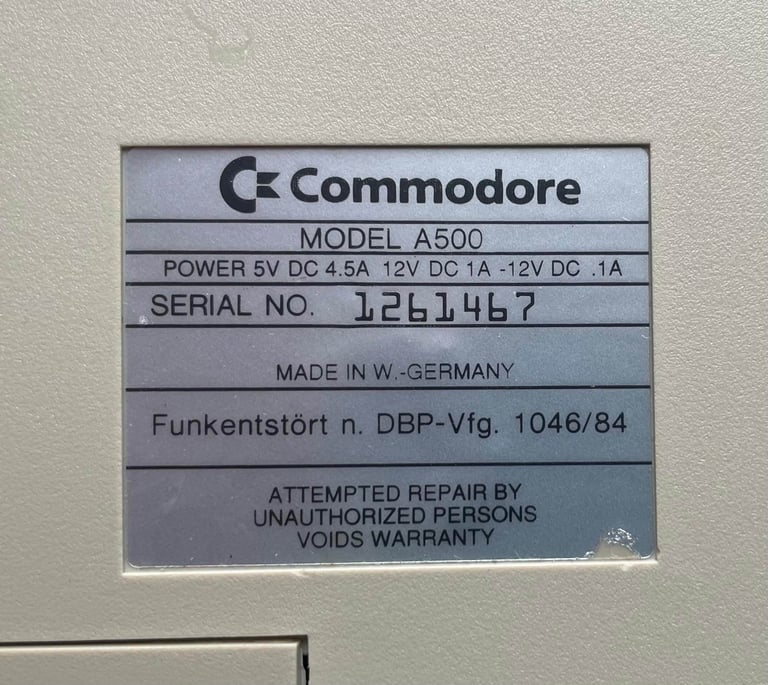 Commodore
MODEL A500
POWER 5V DC 4.5A 12V DC 1A -12V DC .1A
SERIAL NO. 1261467
MADE IN W.-GERMANY
Funkentstört n. DBP-Vfg. 1046/84
ATTEMPTED REPAIR BY
UNAUTHORIZED PERSONS
VOIDS WARRANTY